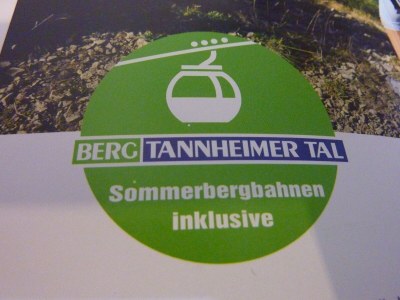 BERG TANNHEIMER TAL
Sommerbergbahnen
inklusive